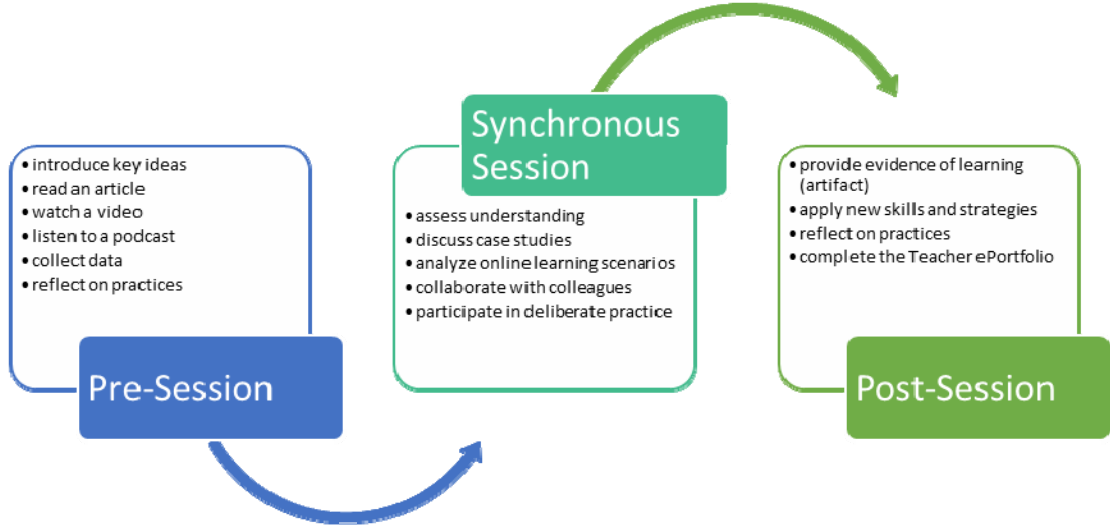 • introduce key ideas
• read an article
• watch a video
• listen to a podcast
• collect data
• reflect on practices
Pre-Session
Synchronous
Session
• assess understanding
• discuss case studies
• analyze online learning scenarios
• collaborate with colleagues
• participate in deliberate practice
• provide evidence of learning
(artifact)
• apply new skills and strategies
• reflect on practices
• complete the Teacher ePortfolio
Post-Session